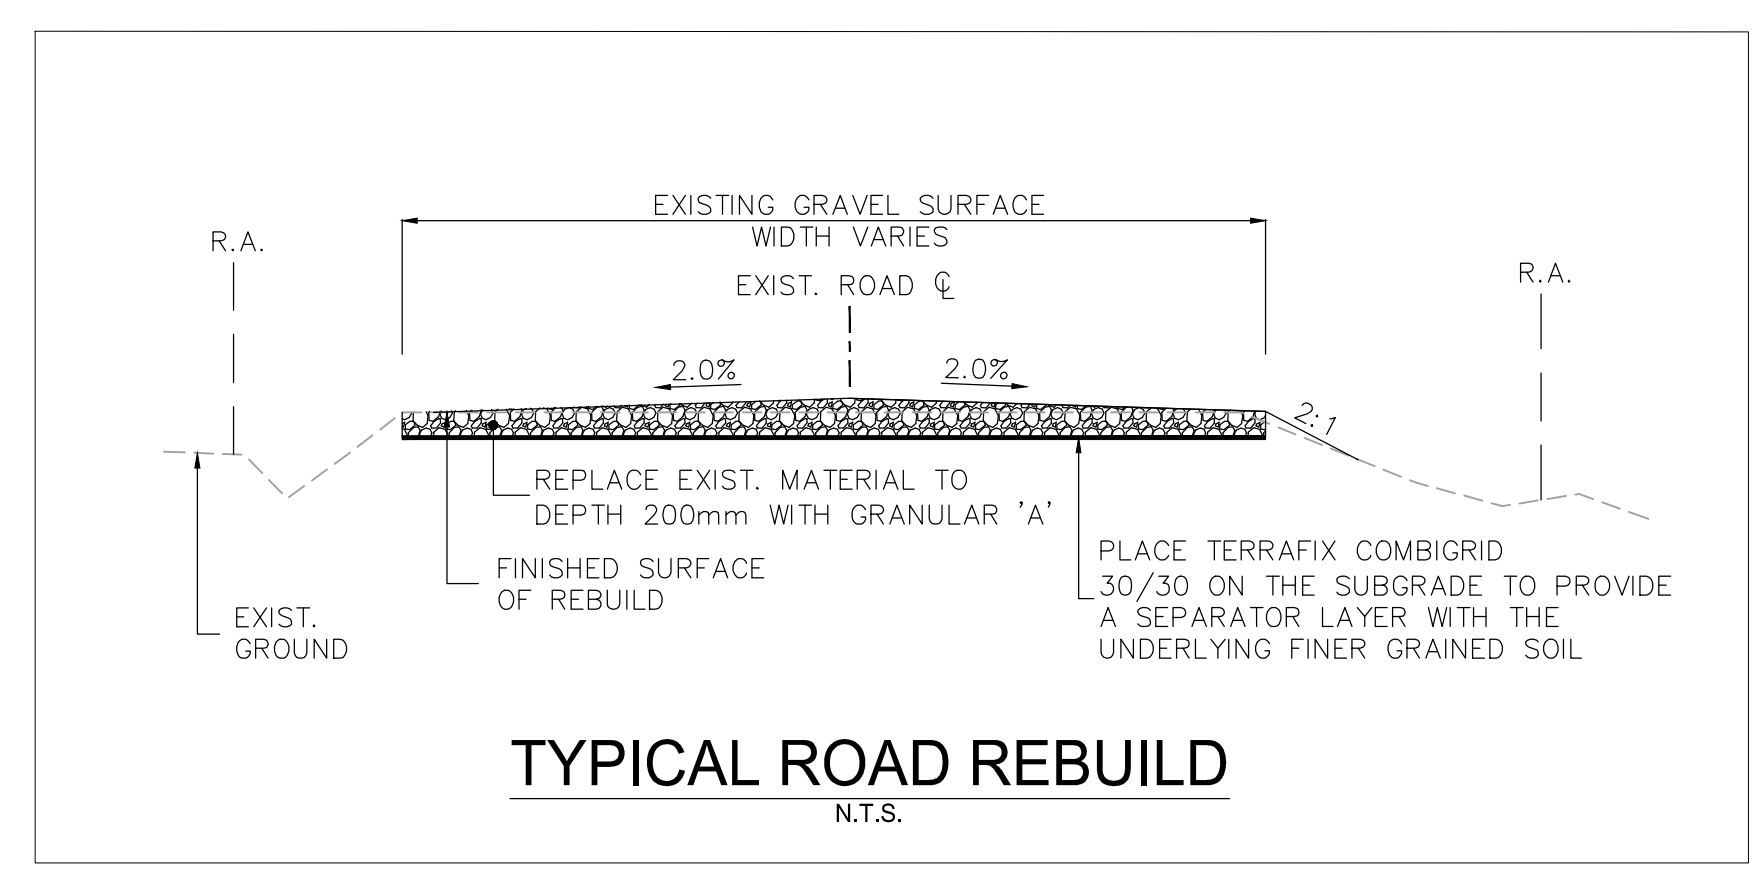 EXISTING GRAVEL SURFACE
WIDTH VARIES
R.A.
EXIST. ROAD ℄
R.A.
2.0%
2.0%
2:1
REPLACE EXIST. MATERIAL TO
DEPTH 200mm WITH GRANULAR 'A'
FINISHED SURFACE
OF REBUILD
EXIST.
GROUND
PLACE TERRAFIX COMBIGRID
30/30 ON THE SUBGRADE TO PROVIDE
A SEPARATOR LAYER WITH THE
UNDERLYING FINER GRAINED SOIL
TYPICAL ROAD REBUILD
N.T.S.